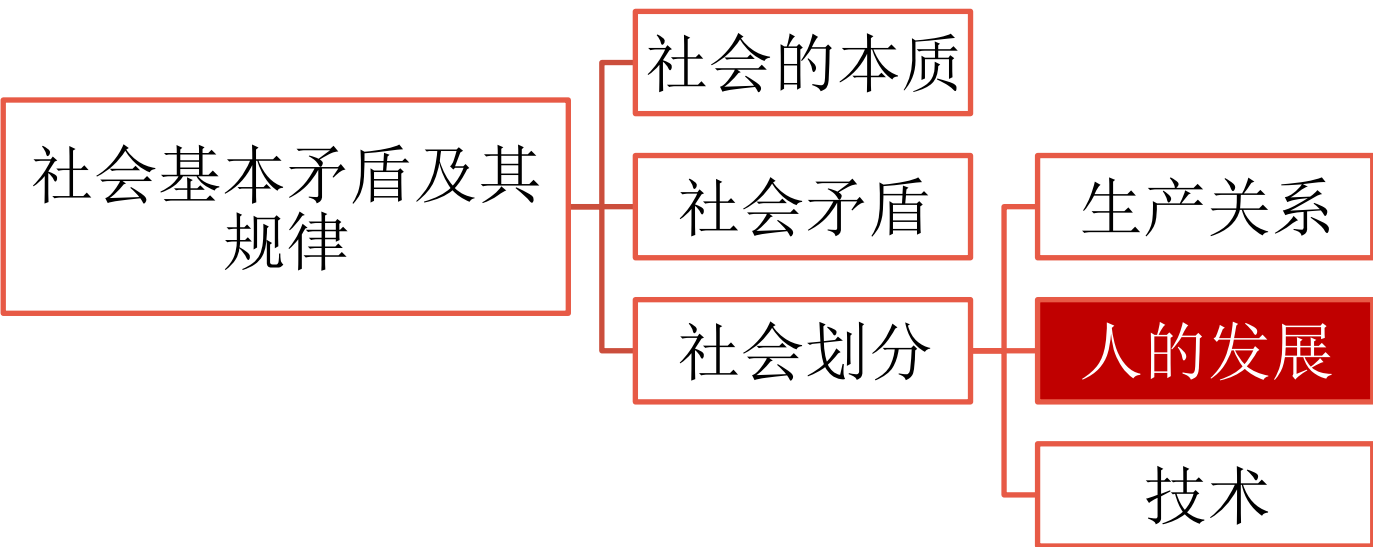 社会的本质
社会基本矛盾及其
规律
社会矛盾
生产关系
社会划分
人的发展
技术